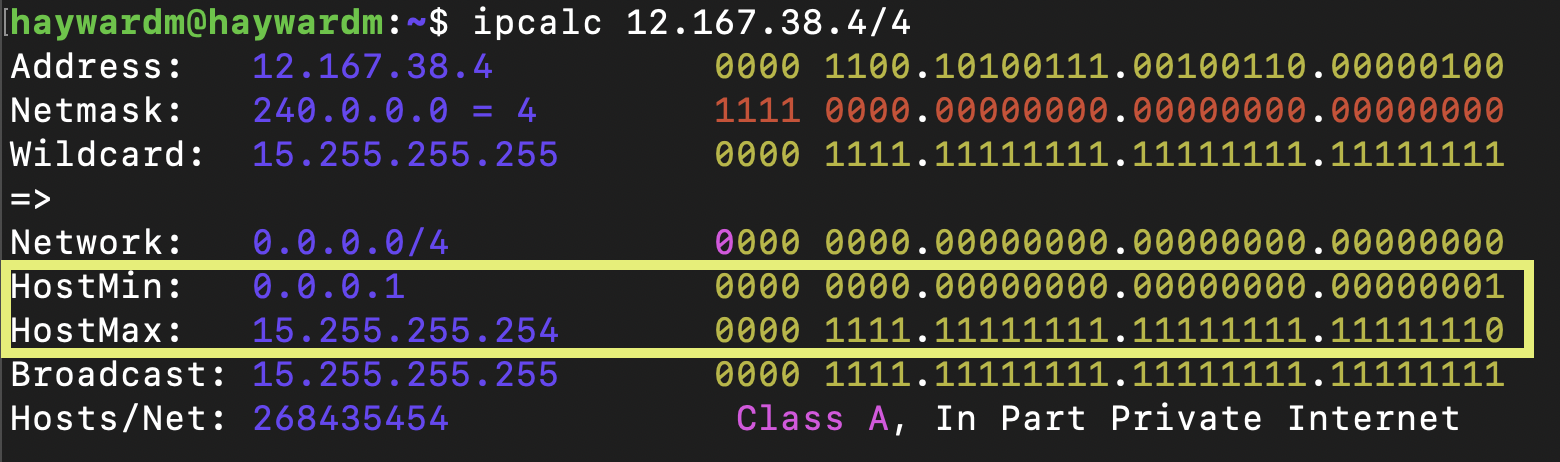 haywardm@haywardm:~$ ipcalc 12.167.38.4/4
Address:   12.167.38.4          0000 1100.10100111.00100110.00000100
Netmask:   240.0.0.0 = 4        1111 0000.00000000.00000000.00000000
Wildcard:  15.255.255.255       0000 1111.11111111.11111111.11111111
=>
Network:   0.0.0.0/4            0000 0000.00000000.00000000.00000000
HostMin:   0.0.0.1              0000 0000.00000000.00000000.00000001
HostMax:   15.255.255.254       0000 1111.11111111.11111111.11111110
Broadcast: 15.255.255.255       0000 1111.11111111.11111111.11111111
Hosts/Net: 268435454             Class A, In Part Private Internet